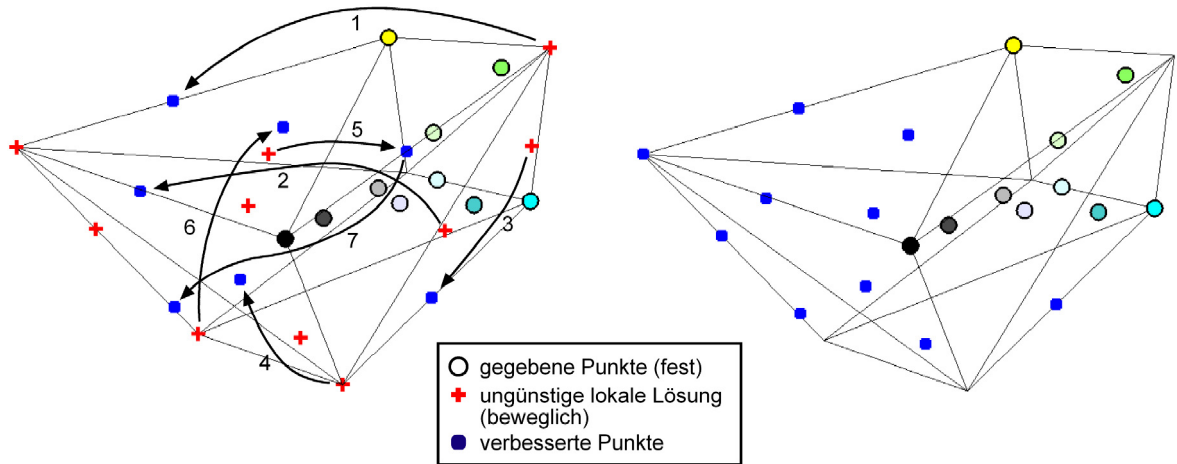 1
5
2
6
3
7
4
gegebene Punkte (fest)
ungünstige lokale Lösung
(beweglich)
verbesserte Punkte